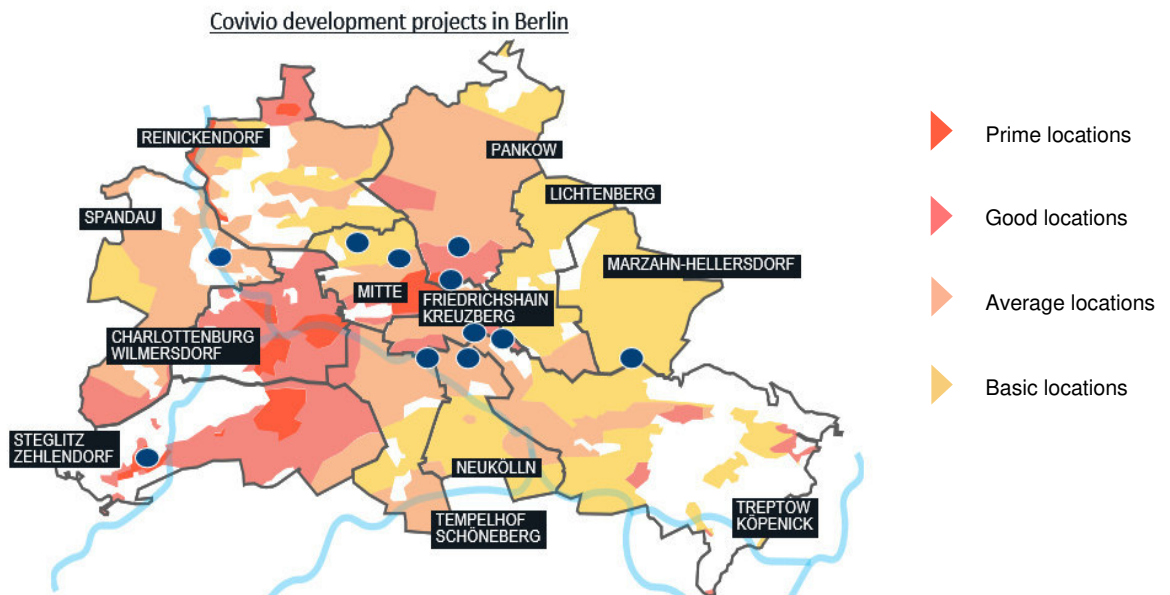 Covivio development projects in Berlin
REINICKENDORF
PANKOW
LICHTENBERG
SPANDAU
MARZAHN-HELLERSDORF
MITTE
FRIEDRICHSHAIN
KREUZBERG
CHARLOTTENBURG
WILMERSDORF
STEGLITZ
ZEHLENDORF
NEUKÖLLN
TREPTOW
KÖPENICK
TEMPELHOF
SCHÖNEBERG
Prime locations
Good locations
Average locations
Basic locations